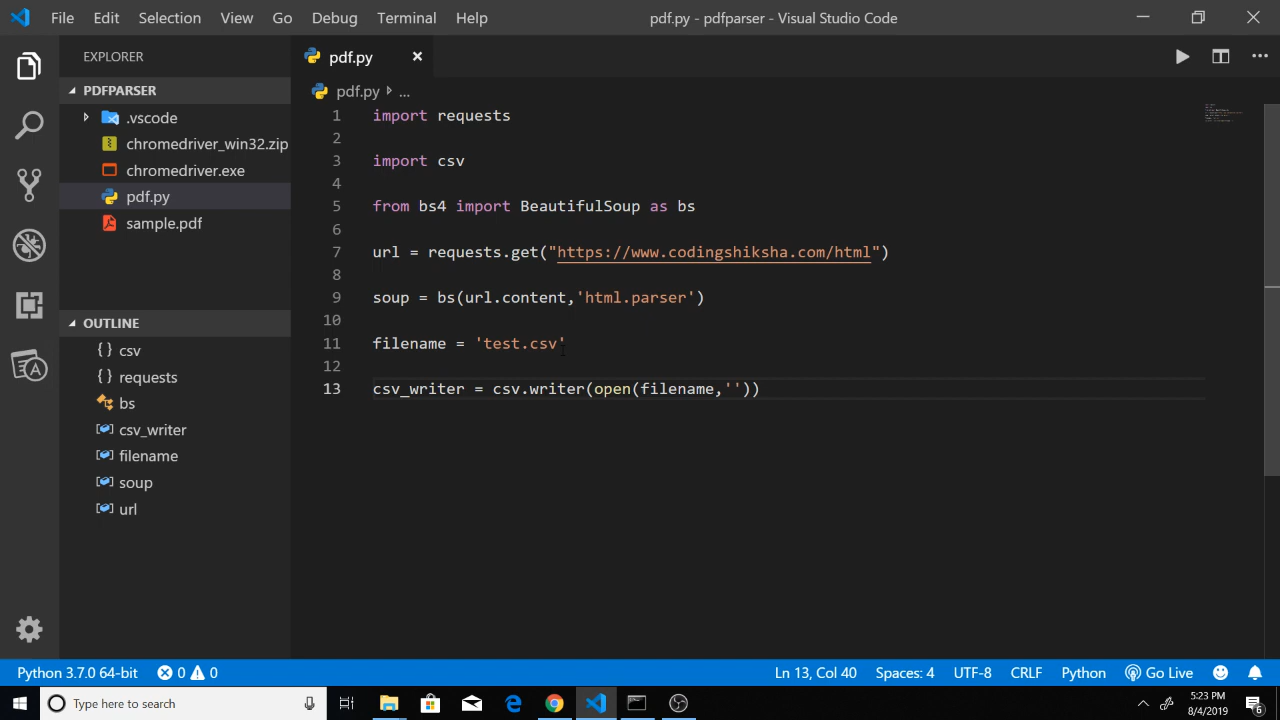 File Edit Selection View Go Debug Terminal Help pdf.py - pdfparser - Visual Studio Code
EXPLORER
PDFPARSER
.vscode
chromedriver_win32.zip
chromedriver.exe
pdf.py
sample.pdf
OUTLINE
{ } csv
{ } requests
bs
csv_writer
filename
soup
url
pdf.py
pdf.py ...
1 import requests
2
3 import csv
4
5 from bs4 import BeautifulSoup as bs
6
7 url = requests.get("https://www.codingshiksha.com/html")
8
9 soup = bs(url.content,'html.parser')
10
11 filename = 'test.csv'
12
13 csv_writer = csv.writer(open(filename,''))
Python 3.7.0 64-bit 0 0 Ln 13, Col 40 Spaces: 4 UTF-8 CRLF Python Go Live
Type here to search
5:23 PM
8/4/2019
6